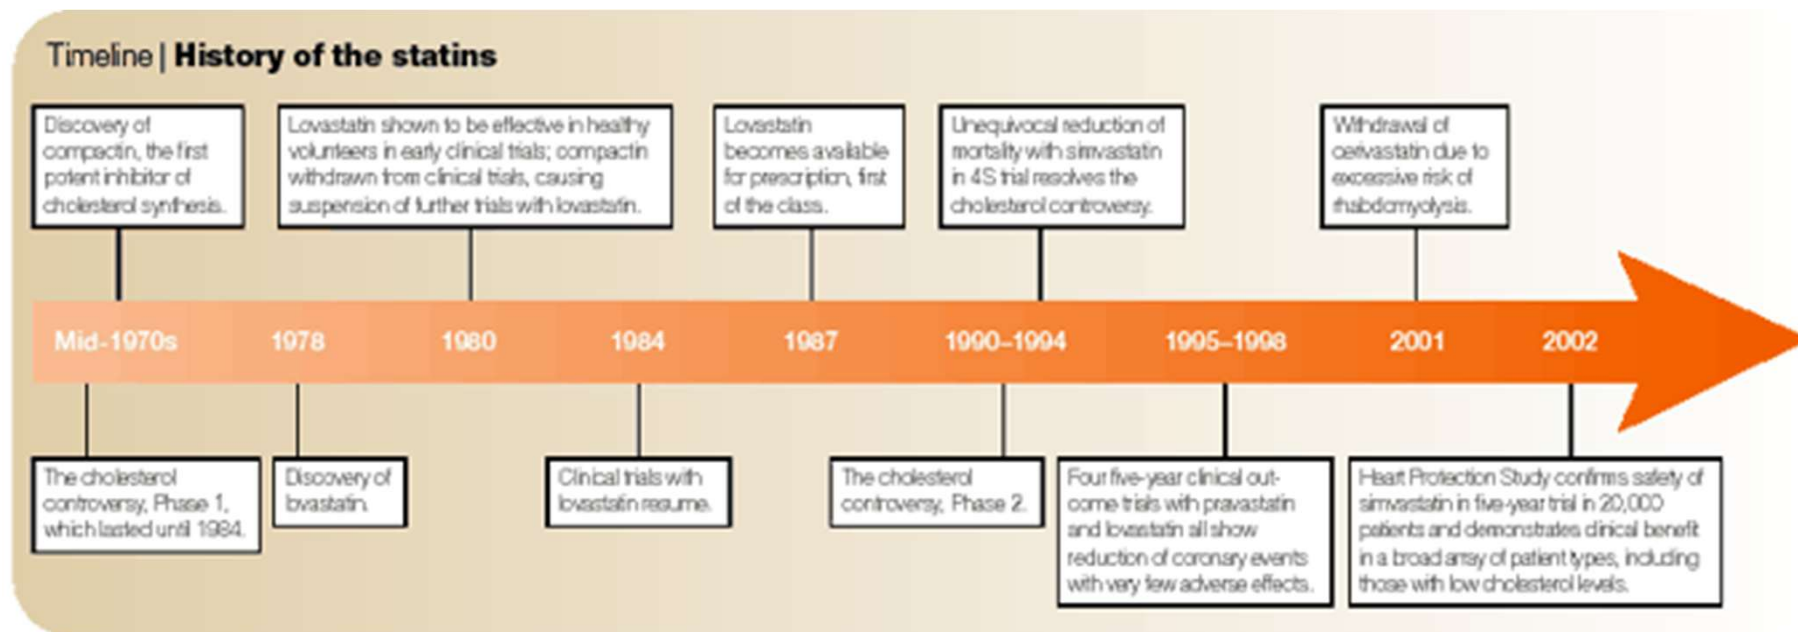 Timeline | History of the statins
Discovery of
compactin, the first
potent inhibitor of
cholesterol synthesis.
Lovastatin shown to be effective in healthy
volunteers in early clinical trials; compactin
withdrawn from clinical trials, causing
suspension of further trials with lovastatin.
Lovastatin
becomes available
for prescription, first
of the class.
Unequivocal reduction of
mortality with simvastatin
in 4S trial resolves the
cholesterol controversy.
Withdrawal of
cerivastatin due to
excessive risk of
rhabdomyolysis.
Mid-1970s
1978
1980
1984
1987
1990–1994
1995–1998
2001
2002
The cholesterol
controversy, Phase 1,
which lasted until 1984.
Discovery of
lovastatin.
Clinical trials with
lovastatin resume.
The cholesterol
controversy, Phase 2.
Four five-year clinical out-
come trials with pravastatin
and lovastatin all show
reduction of coronary events
with very few adverse effects.
Heart Protection Study confirms safety of
simvastatin in five-year trial in 20,000
patients and demonstrates clinical benefit
in a broad array of patient types, including
those with low cholesterol levels.